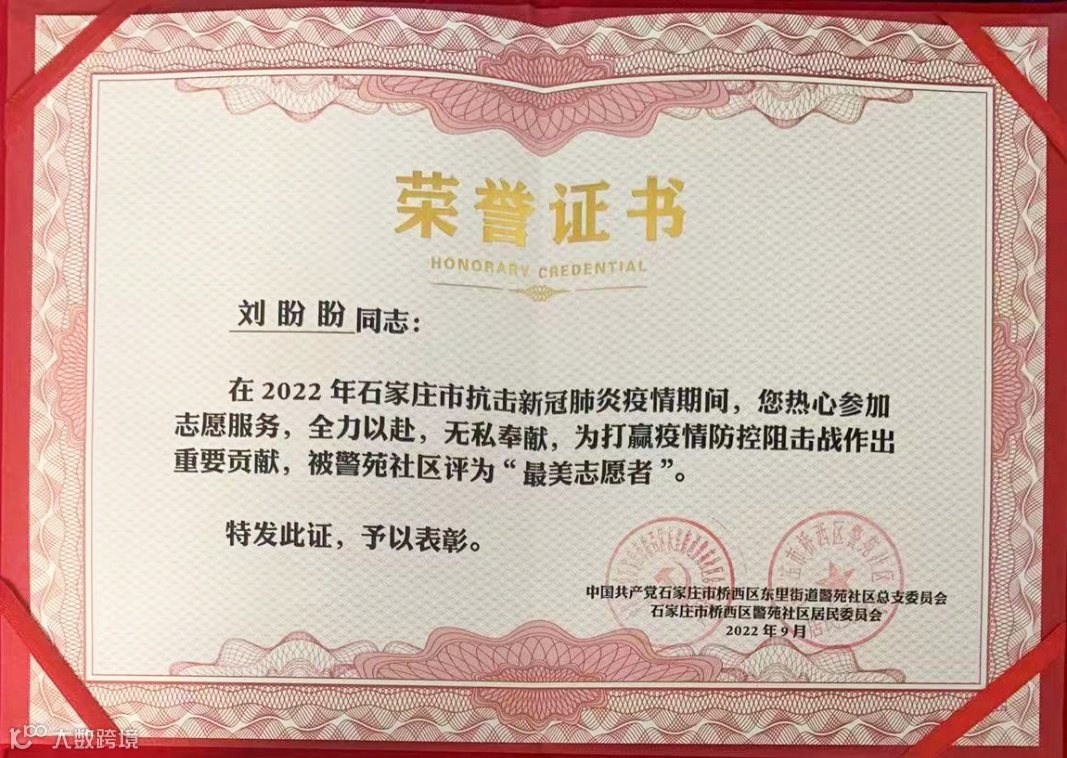 荣誉证书
HONORARY CREDENTIAL
刘盼盼同志：
在2022年石家庄市抗击新冠肺炎疫情期间，您热心参加
志愿服务，全力以赴，无私奉献，为打赢疫情防控阻击战作出
重要贡献，被警苑社区评为“最美志愿者”。
特发此证，予以表彰。
中国共产党石家庄市桥西区东里街道警苑社区总支委员会
石家庄市桥西区警苑社区居民委员会
2022年9月
大数跨境